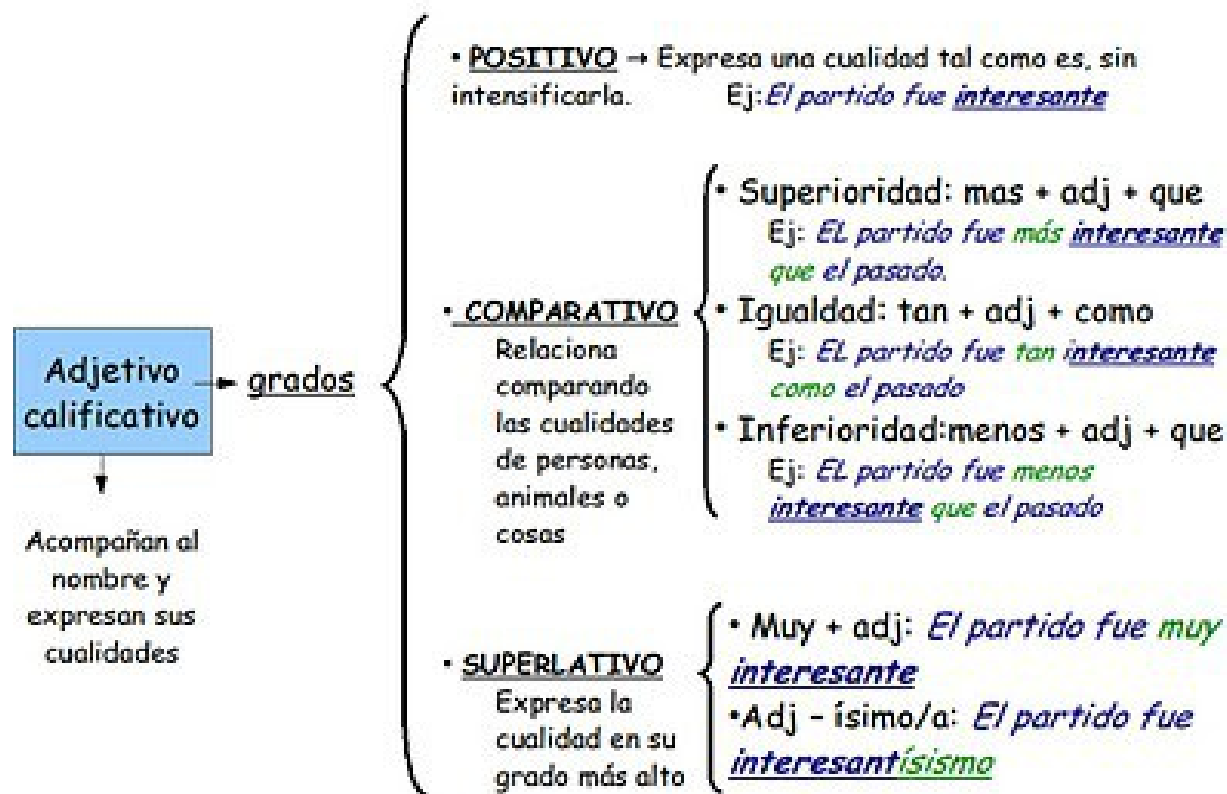 Adjetivo
calificativo
grados
Acompañan al
nombre y
expresan sus
cualidades
• POSITIVO → Expresa una cualidad tal como es, sin
intensificarla. Ej: El partido fue interesante
• COMPARATIVO
Relaciona
comparando
las cualidades
de personas,
animales o
cosas
• Superioridad: mas + adj + que
Ej: EL partido fue más interesante
que el pasado.
• Igualdad: tan + adj + como
Ej: EL partido fue tan interesante
como el pasado
• Inferioridad:menos + adj + que
Ej: EL partido fue menos
interesante que el pasado
• SUPERLATIVO
Expresa la
cualidad en su
grado más alto
• Muy + adj: El partido fue muy
interesante
•Adj - ísimo/a: El partido fue
interesantísismo